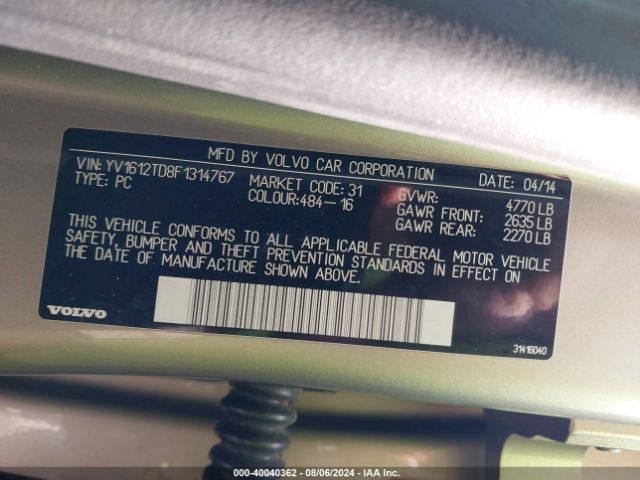 MFD BY VOLVO CAR CORPORATION
VIN: YV1612TD8F1314767
TYPE: PC
MARKET CODE: 31
COLOUR: 484-16
DATE: 04/14
GVWR: 4770 LB
GAWR FRONT: 2635 LB
GAWR REAR: 2270 LB
THIS VEHICLE CONFORMS TO ALL APPLICABLE FEDERAL MOTOR VEHICLE
SAFETY, BUMPER AND THEFT PREVENTION STANDARDS IN EFFECT ON
THE DATE OF MANUFACTURE SHOWN ABOVE.
VOLVO
31416040
000-40040362 - 08/06/2024 - IAA Inc.